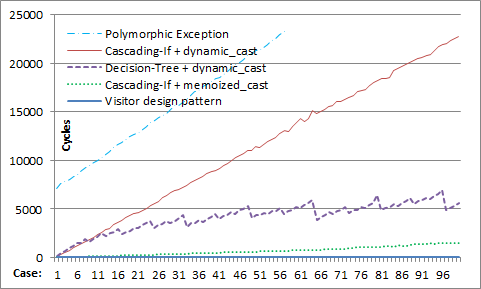 25000
Polymorphic Exception
Cascading-If + dynamic_cast
20000
Decision-Tree + dynamic_cast
Cascading-If + memoized_cast
Visitor design pattern
15000
10000
Cycles
5000
0
Case: 1 6 11 16 21 26 31 36 41 46 51 56 61 66 71 76 81 86 91 96